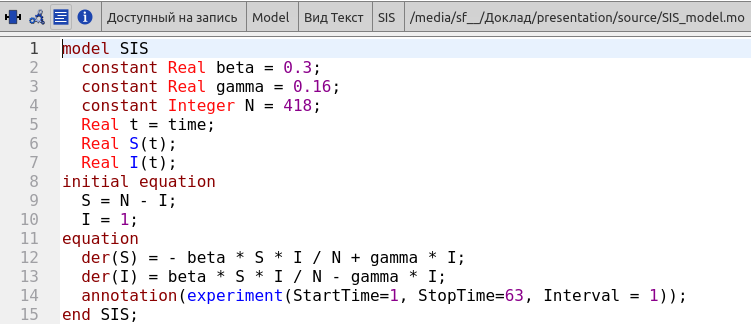 Доступный на запись Model Вид Текст SIS /media/sf__/Доклад/presentation/source/SIS_model.mo
1 model SIS
2   constant Real beta = 0.3;
3   constant Real gamma = 0.16;
4   constant Integer N = 418;
5   Real t = time;
6   Real S(t);
7   Real I(t);
8 initial equation
9   S = N - I;
10   I = 1;
11 equation
12   der(S) = - beta * S * I / N + gamma * I;
13   der(I) = beta * S * I / N - gamma * I;
14   annotation(experiment(StartTime=1, StopTime=63, Interval = 1));
15 end SIS;